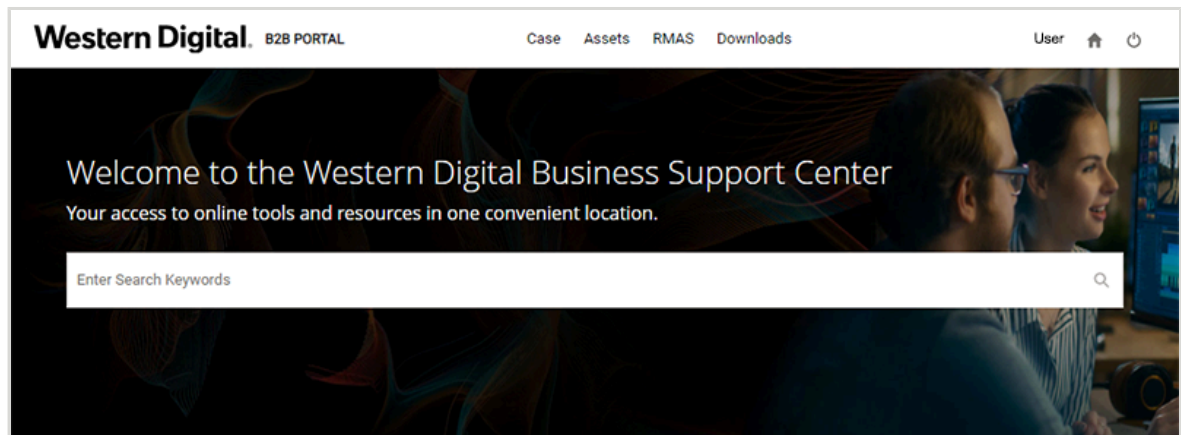 Western Digital. B2B PORTAL Case Assets RMAS Downloads User
Welcome to the Western Digital Business Support Center
Your access to online tools and resources in one convenient location.
Enter Search Keywords